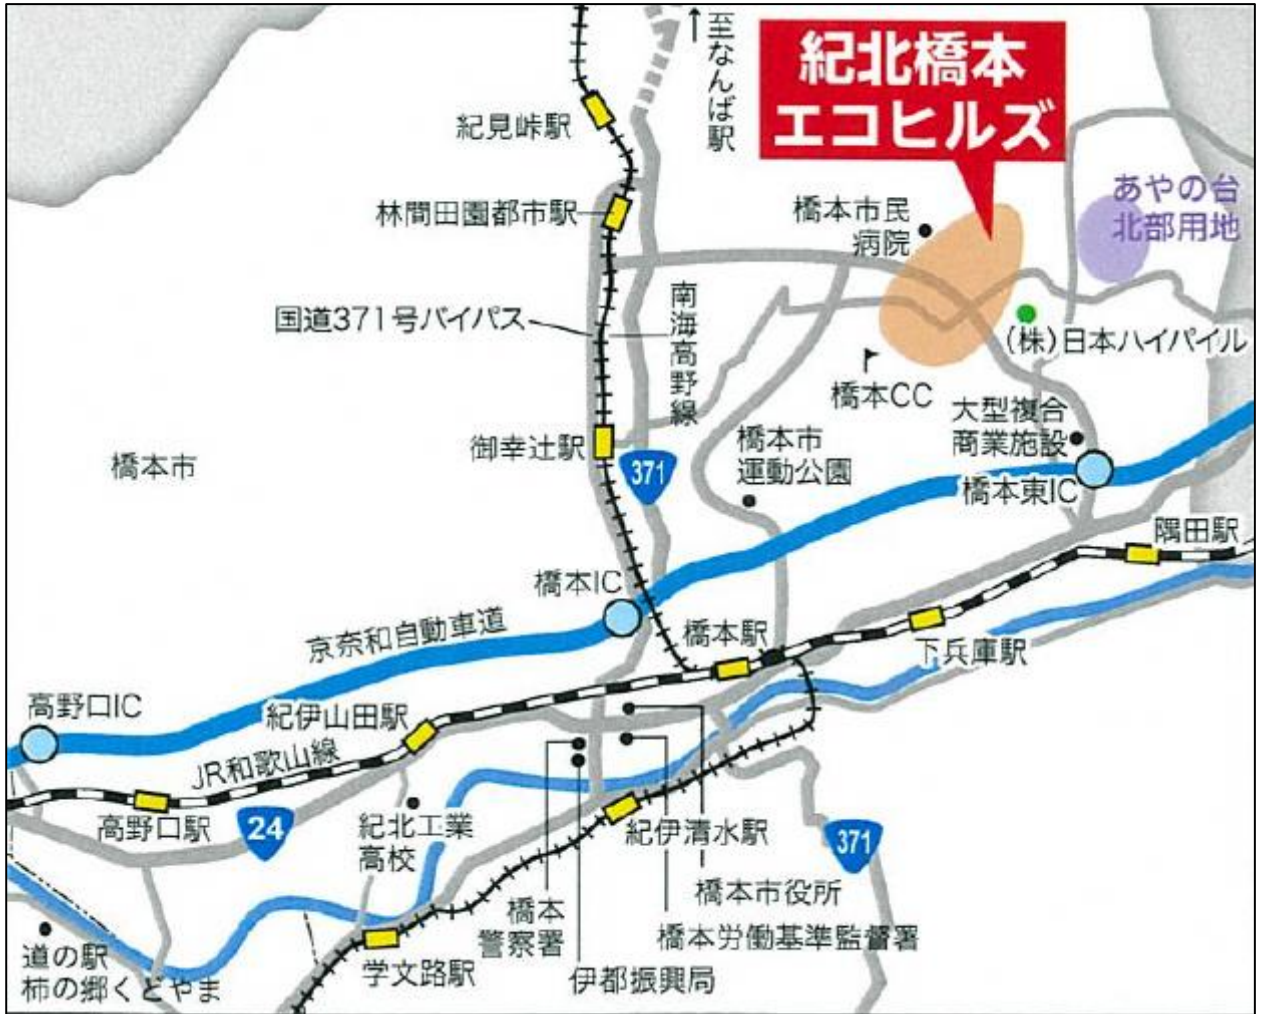 至なんば駅
紀北橋本
エコヒルズ
紀見峠駅
あやの台
北部用地
林間田園都市駅
橋本市民
病院
国道371号バイパス
南海高野線
(株)日本ハイパイル
橋本CC
大型複合
商業施設
御幸辻駅
橋本市
運動公園
橋本市
371
橋本東IC
隅田駅
橋本IC
京奈和自動車道
橋本駅
下兵庫駅
高野口IC
紀伊山田駅
JR和歌山線
高野口駅
24
紀北工業
高校
紀伊清水駅
371
橋本市役所
橋本
警察署
橋本労働基準監督署
道の駅
柿の郷くどやま
学文路駅
伊都振興局